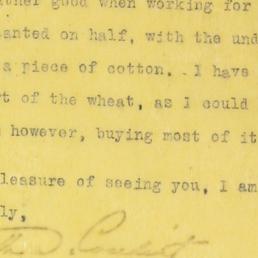 ther good when working for
anted on half, with the und
a piece of cotton. I have
t of the wheat, as I could
however, buying most of it
leasure of seeing you, I am
ly,